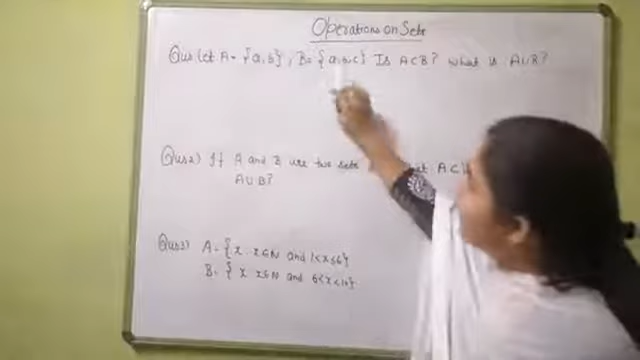 Operations on Sets
Ques1 Let A = {a, b}, B = {a, b, c} Is A⊂B? What is A∪B?
Ques2) If A and B are two sets A⊂
A∪B?
Ques3) A = {x : x∈N and 1<x≤6}
B = { x x∈N and 6<x<10}